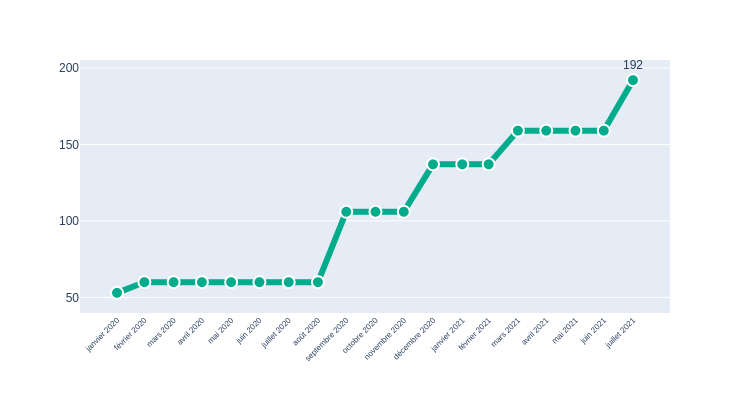 192
200
150
100
50
janvier 2020
février 2020
mars 2020
avril 2020
mai 2020
juin 2020
juillet 2020
août 2020
septembre 2020
octobre 2020
novembre 2020
décembre 2020
janvier 2021
février 2021
mars 2021
avril 2021
mai 2021
juin 2021
juillet 2021